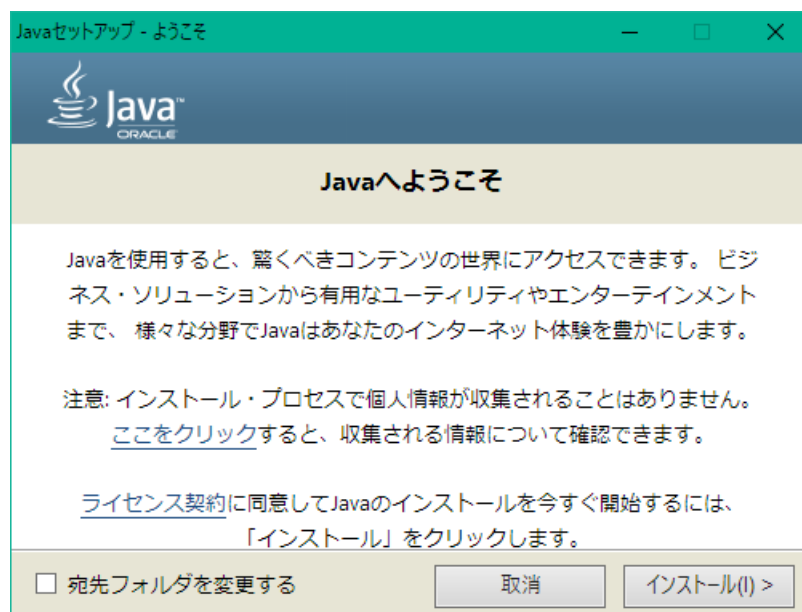 Javaセットアップ - ようこそ
Java™
ORACLE
Javaへようこそ
Javaを使用すると、驚くべきコンテンツの世界にアクセスできます。 ビジ
ネス・ソリューションから有用なユーティリティやエンターテインメント
まで、 様々な分野でJavaはあなたのインターネット体験を豊かにします。
注意: インストール・プロセスで個人情報が収集されることはありません。
ここをクリックすると、収集される情報について確認できます。
ライセンス契約に同意してJavaのインストールを今すぐ開始するには、
「インストール」をクリックします。
宛先フォルダを変更する 取消 インストール(I) >